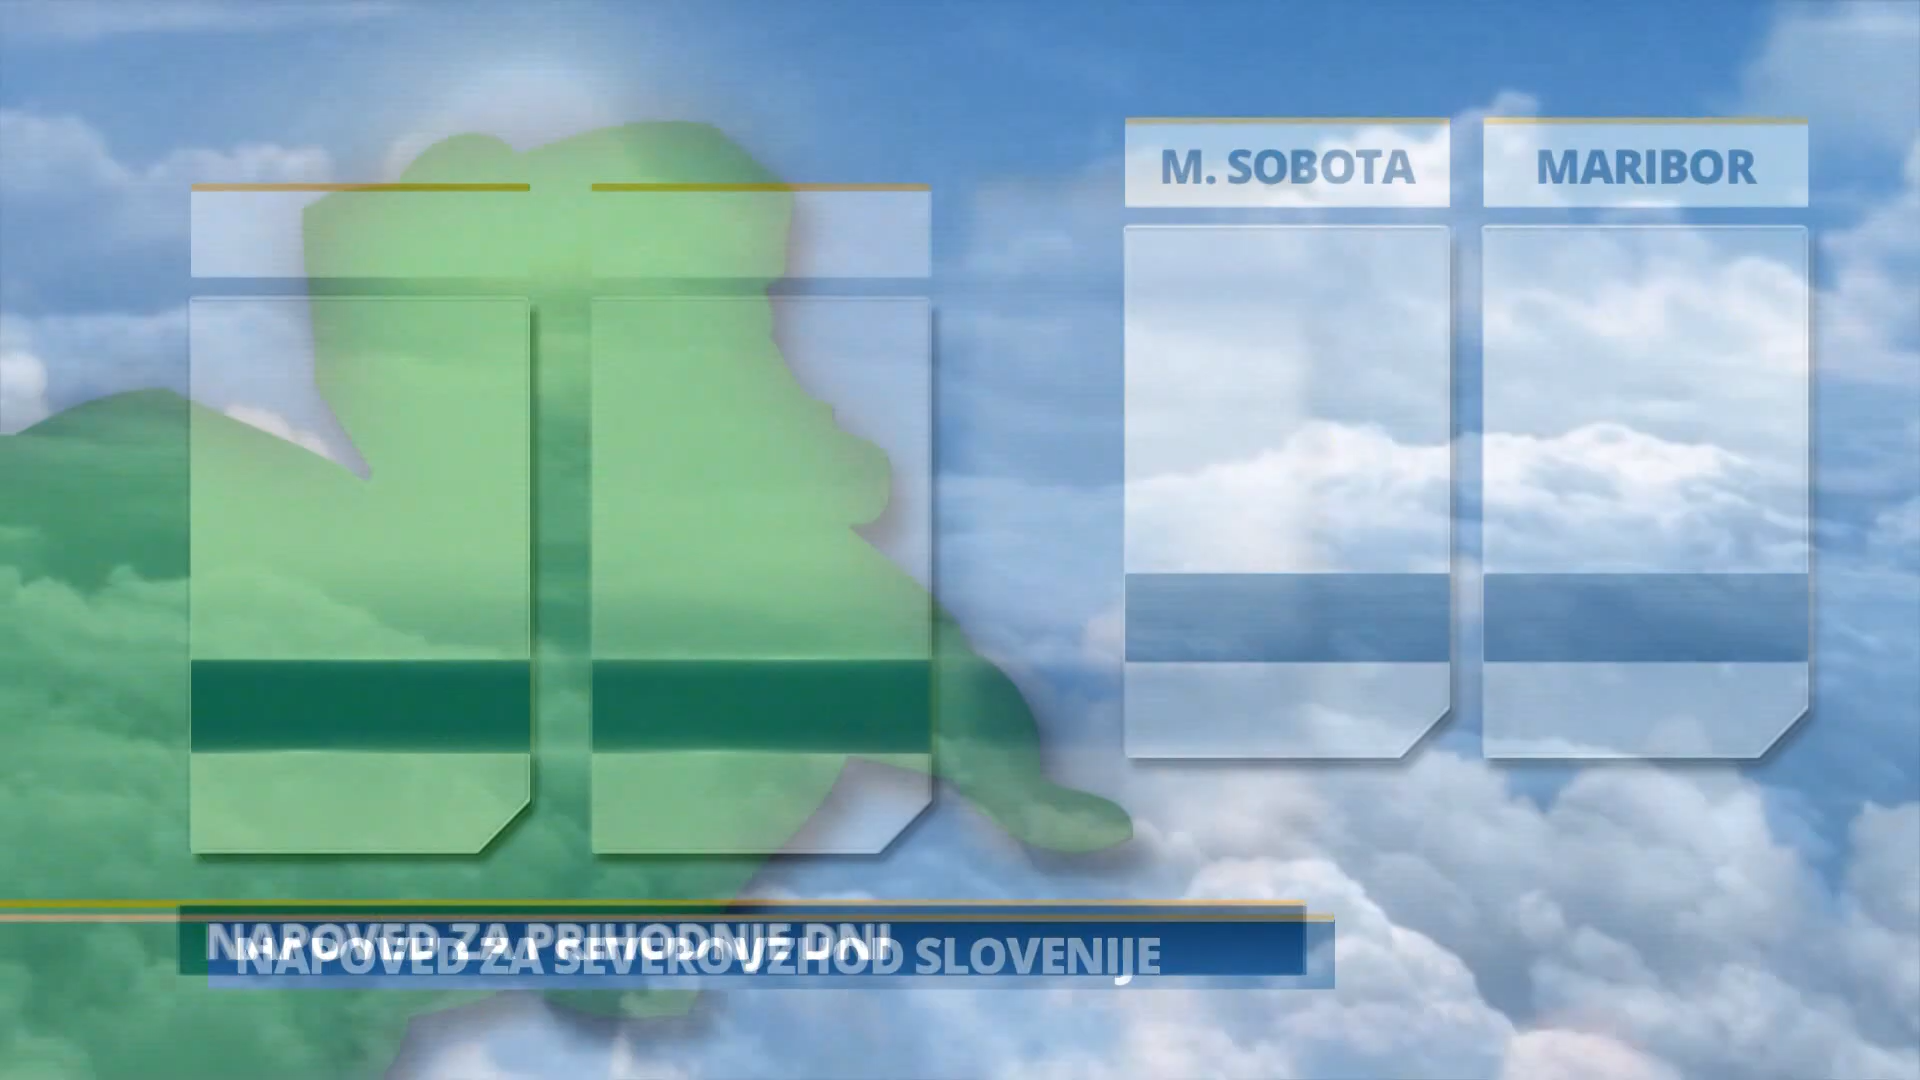 M. SOBOTA
MARIBOR
NAPOVED ZA PRIHODNJE DNI
NAPOVED ZA SEVEROVZHOD SLOVENIJE